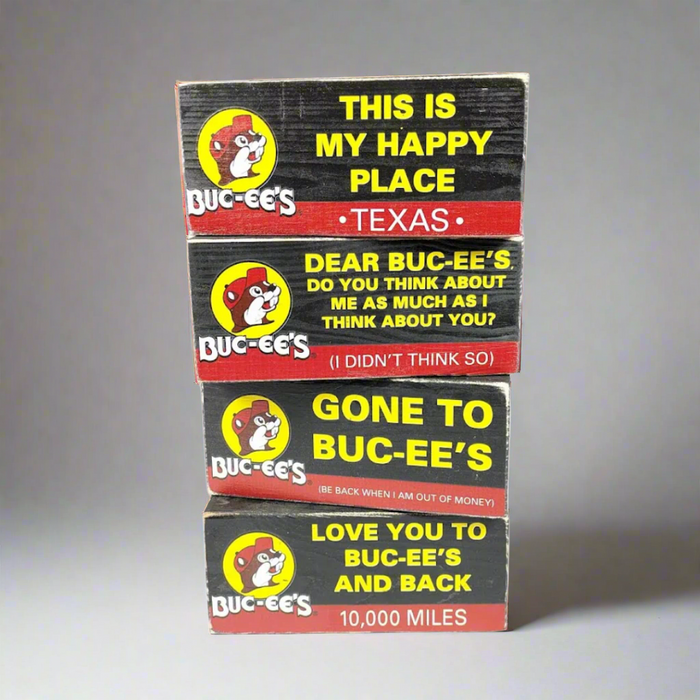 BUC-EE'S
THIS IS
MY HAPPY
PLACE
•TEXAS•
BUC-EE'S
DEAR BUC-EE'S.
DO YOU THINK ABOUT
ME AS MUCH AS I
THINK ABOUT YOU?
(I DIDN'T THINK SO)
BUC-EE'S
GONE TO
BUC-EE'S
(BE BACK WHEN I AM OUT OF MONEY)
BUC-EE'S
LOVE YOU TO
BUC-EE'S
AND BACK
10,000 MILES